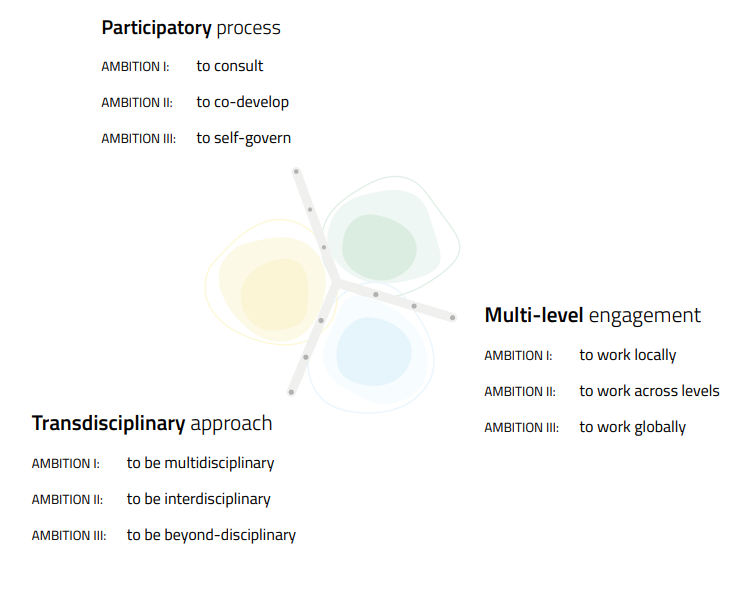 Participatory process
AMBITION I: to consult
AMBITION II: to co-develop
AMBITION III: to self-govern
Multi-level engagement
AMBITION I: to work locally
AMBITION II: to work across levels
AMBITION III: to work globally
Transdisciplinary approach
AMBITION I: to be multidisciplinary
AMBITION II: to be interdisciplinary
AMBITION III: to be beyond-disciplinary